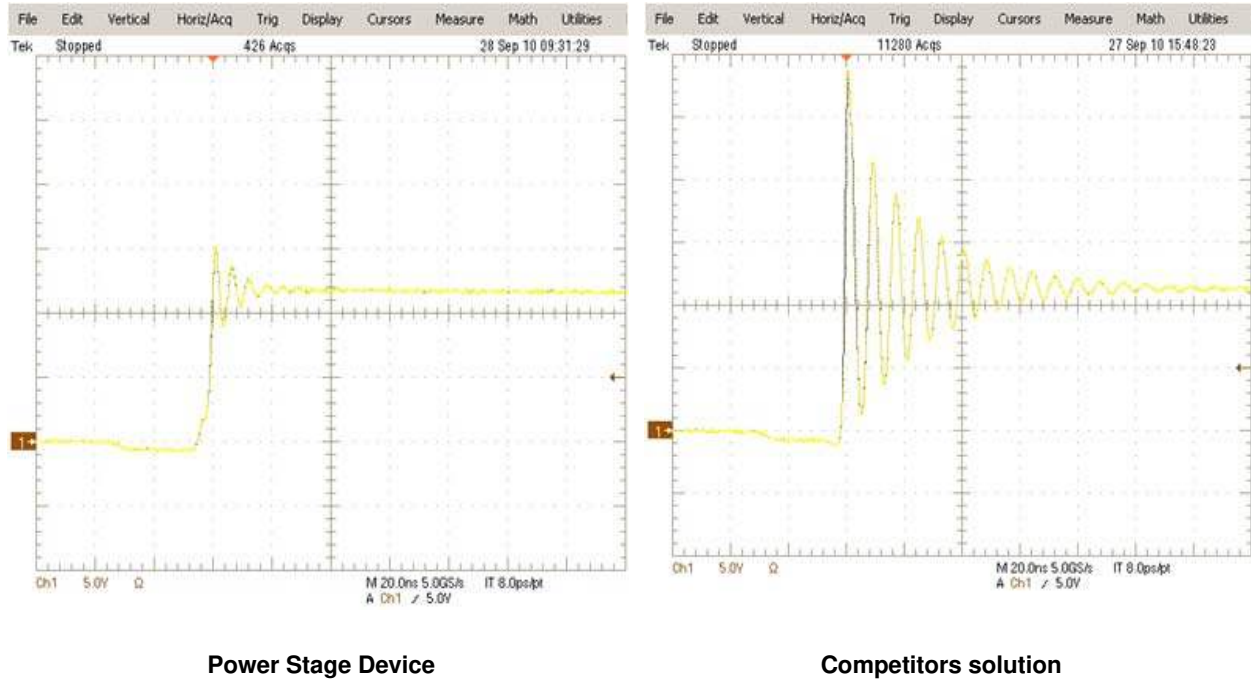 File Edit Vertical Horiz/Acq Trig Display Cursors Measure Math Utilities
Tek Stopped 426 Acqs 28 Sep 10 09:31:29
1
Ch1 5.0V Ω M 20.0ns 5.0GS/s IT 8.0ps/pt
A Ch1 / 5.0V
Power Stage Device
File Edit Vertical Horiz/Acq Trig Display Cursors Measure Math Utilities
Tek Stopped 11280 Acqs 27 Sep 10 15:48:23
1
Ch1 5.0V Ω M 20.0ns 5.0GS/s IT 8.0ps/pt
A Ch1 / 5.0V
Competitors solution